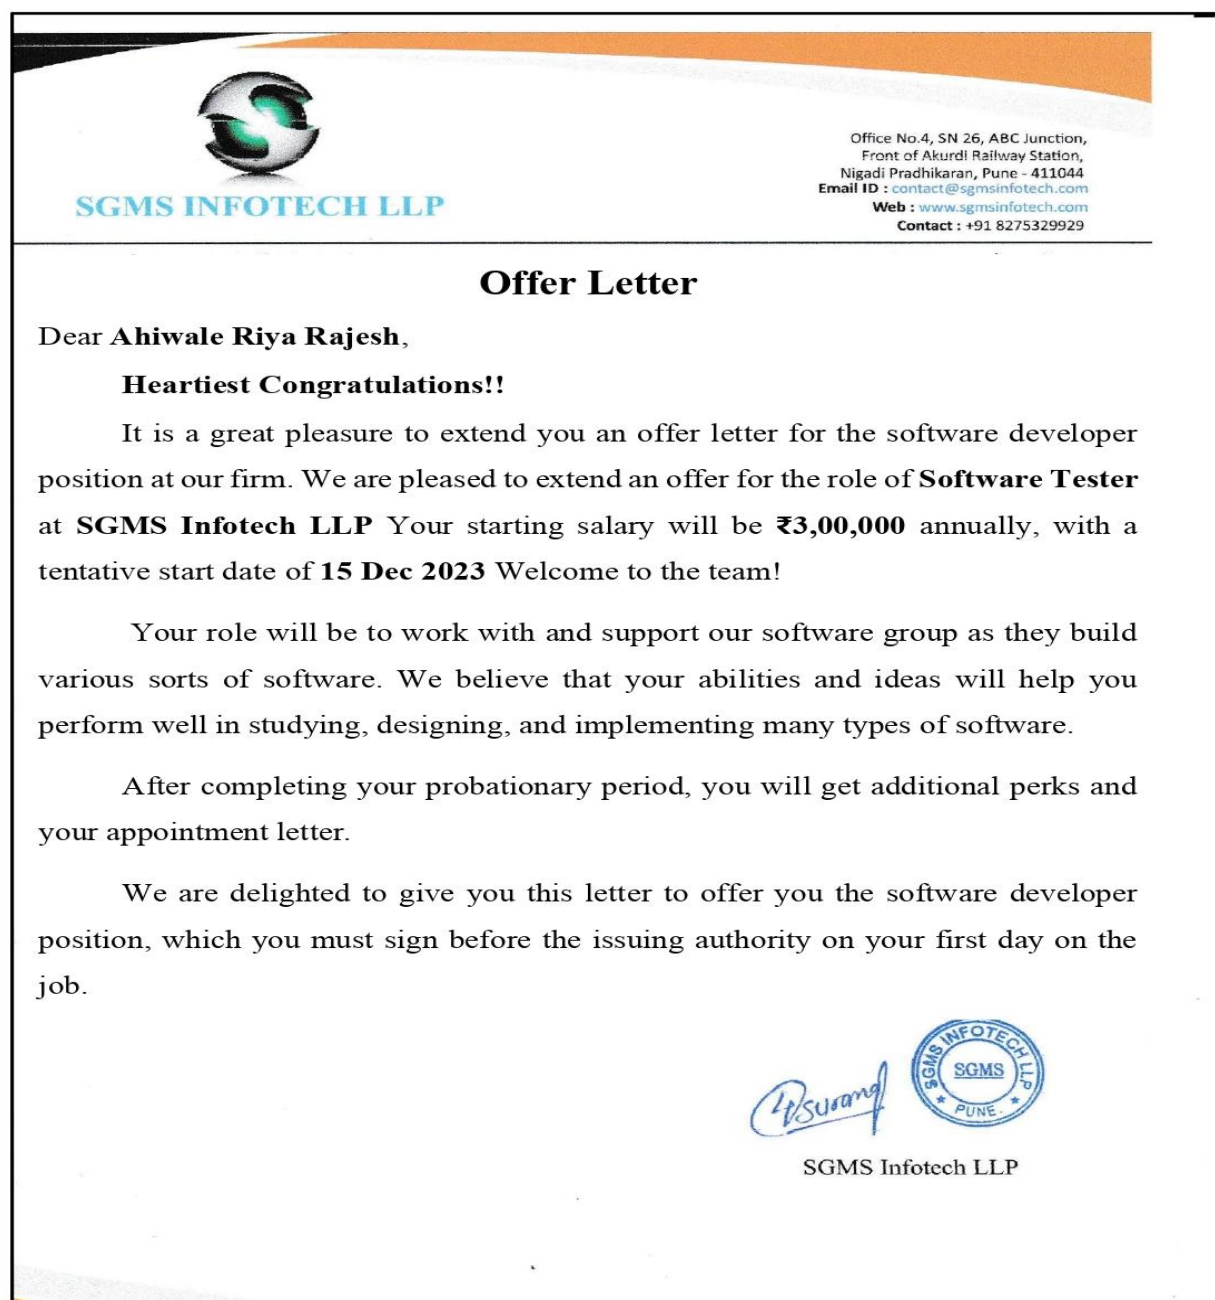 SGMS INFOTECH LLP
Office No.4, SN 26, ABC Junction,
Front of Akurdi Railway Station,
Nigadi Pradhikaran, Pune - 411044
Email ID : contact@sgmsinfotech.com
Web : www.sgmsinfotech.com
Contact : +91 8275329929
Offer Letter
Dear Ahiwale Riya Rajesh,
Heartiest Congratulations!!
It is a great pleasure to extend you an offer letter for the software developer
position at our firm. We are pleased to extend an offer for the role of Software Tester
at SGMS Infotech LLP Your starting salary will be ₹3,00,000 annually, with a
tentative start date of 15 Dec 2023 Welcome to the team!
Your role will be to work with and support our software group as they build
various sorts of software. We believe that your abilities and ideas will help you
perform well in studying, designing, and implementing many types of software.
After completing your probationary period, you will get additional perks and
your appointment letter.
We are delighted to give you this letter to offer you the software developer
position, which you must sign before the issuing authority on your first day on the
job.
SGMS INFOTECH LLP
SGMS
PUNE.
SGMS Infotech LLP